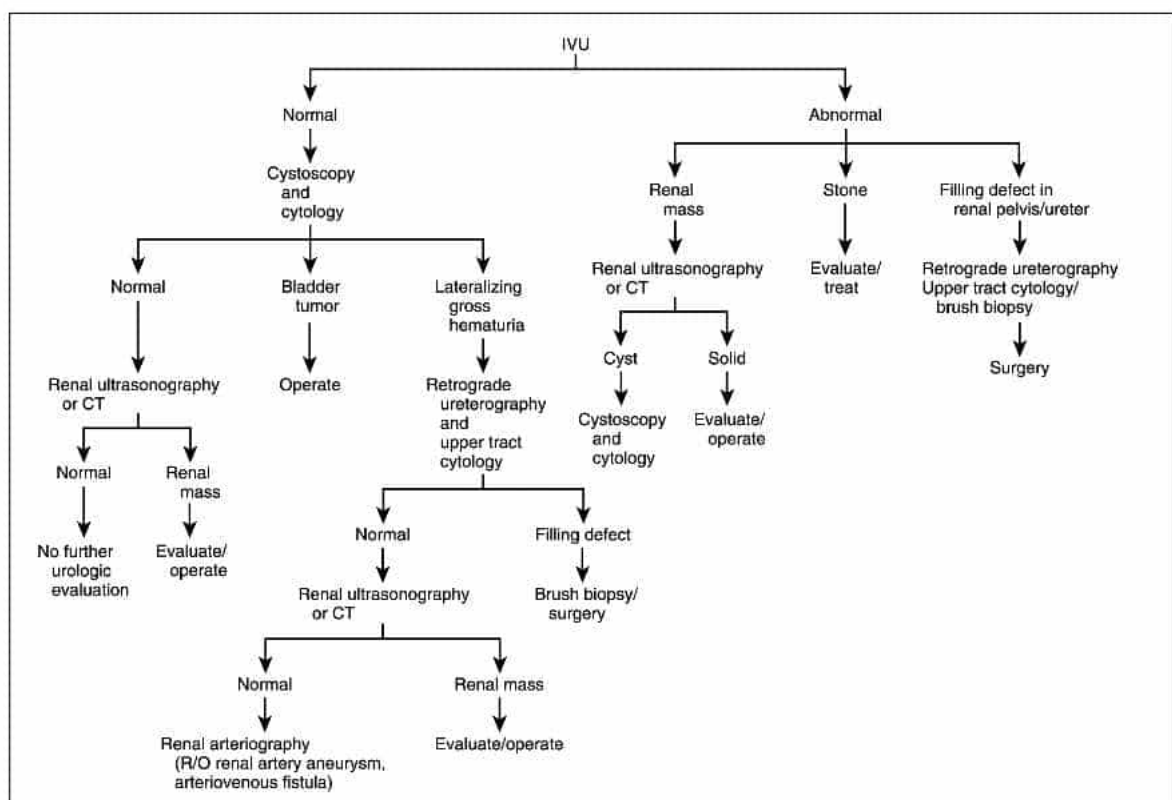 IVU
Normal
Abnormal
Cystoscopy
and
cytology
Renal
mass
Stone
Filling defect in
renal pelvis/ureter
Normal
Bladder
tumor
Lateralizing
gross
hematuria
Renal ultrasonography
or CT
Evaluate/
treat
Retrograde ureterography
Upper tract cytology/
brush biopsy
Cyst
Solid
Surgery
Renal ultrasonography
or CT
Operate
Retrograde
ureterography
and
upper tract
cytology
Cystoscopy
and
cytology
Evaluate/
operate
Normal
Renal
mass
Normal
Filling defect
No further
urologic
evaluation
Evaluate/
operate
Renal ultrasonography
or CT
Brush biopsy/
surgery
Normal
Renal mass
Renal arteriography
(R/O renal artery aneurysm,
arteriovenous fistula)
Evaluate/operate